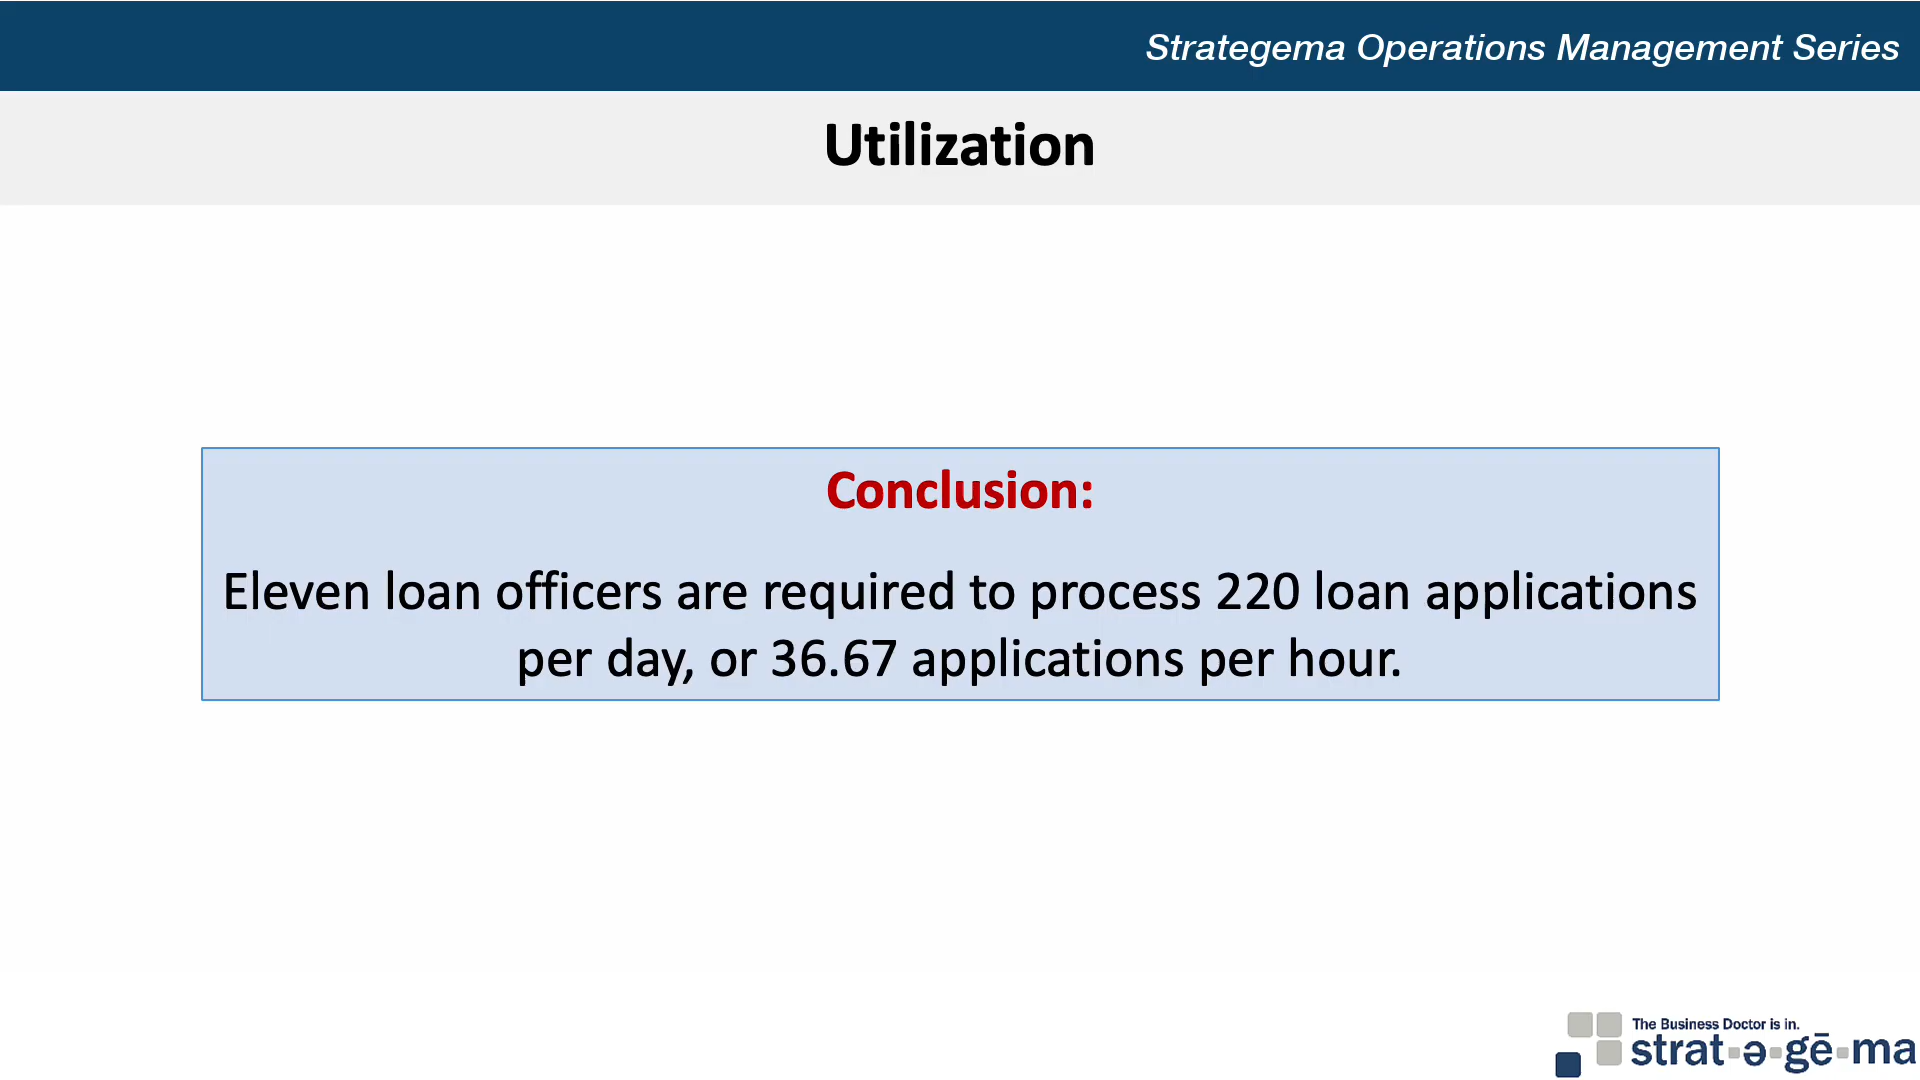 Strategema Operations Management Series
Utilization
Conclusion:
Eleven loan officers are required to process 220 loan applications
per day, or 36.67 applications per hour.
The Business Doctor is in.
strat▪ə▪gē▪ma